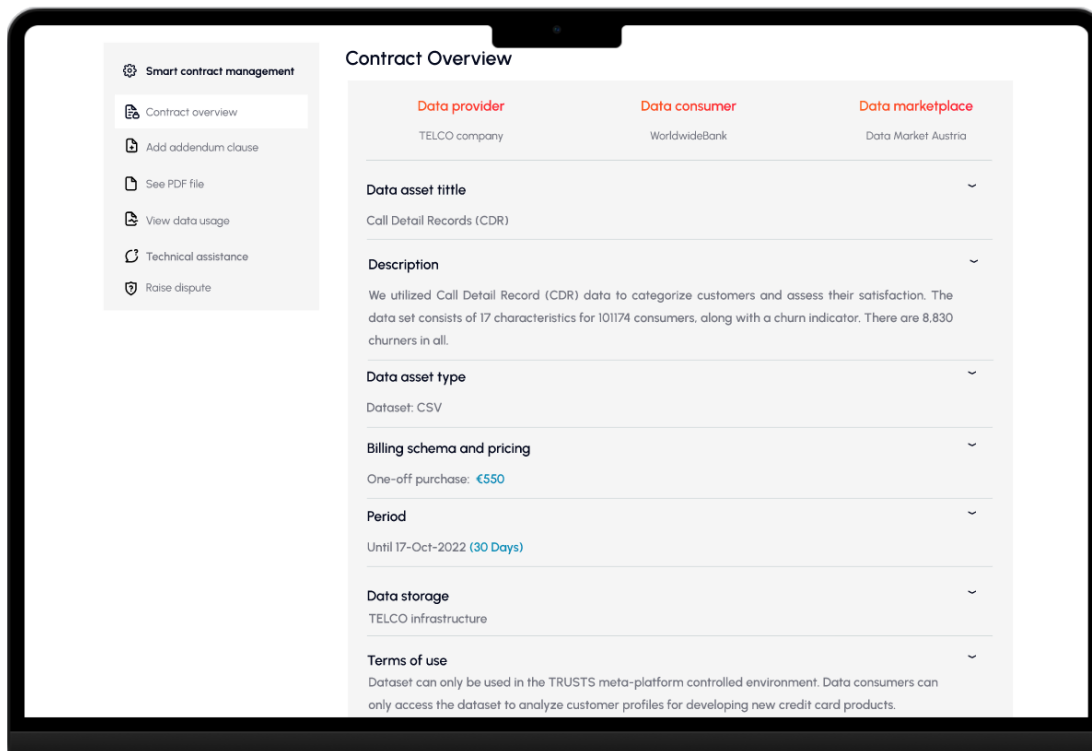 Smart contract management
Contract overview
Add addendum clause
See PDF file
View data usage
Technical assistance
Raise dispute
Contract Overview
Data provider
TELCO company
Data consumer
WorldwideBank
Data marketplace
Data Market Austria
Data asset tittle
Call Detail Records (CDR)
Description
We utilized Call Detail Record (CDR) data to categorize customers and assess their satisfaction. The
data set consists of 17 characteristics for 101174 consumers, along with a churn indicator. There are 8,830
churners in all.
Data asset type
Dataset: CSV
Billing schema and pricing
One-off purchase: €550
Period
Until 17-Oct-2022 (30 Days)
Data storage
TELCO infrastructure
Terms of use
Dataset can only be used in the TRUSTS meta-platform controlled environment. Data consumers can
only access the dataset to analyze customer profiles for developing new credit card products.